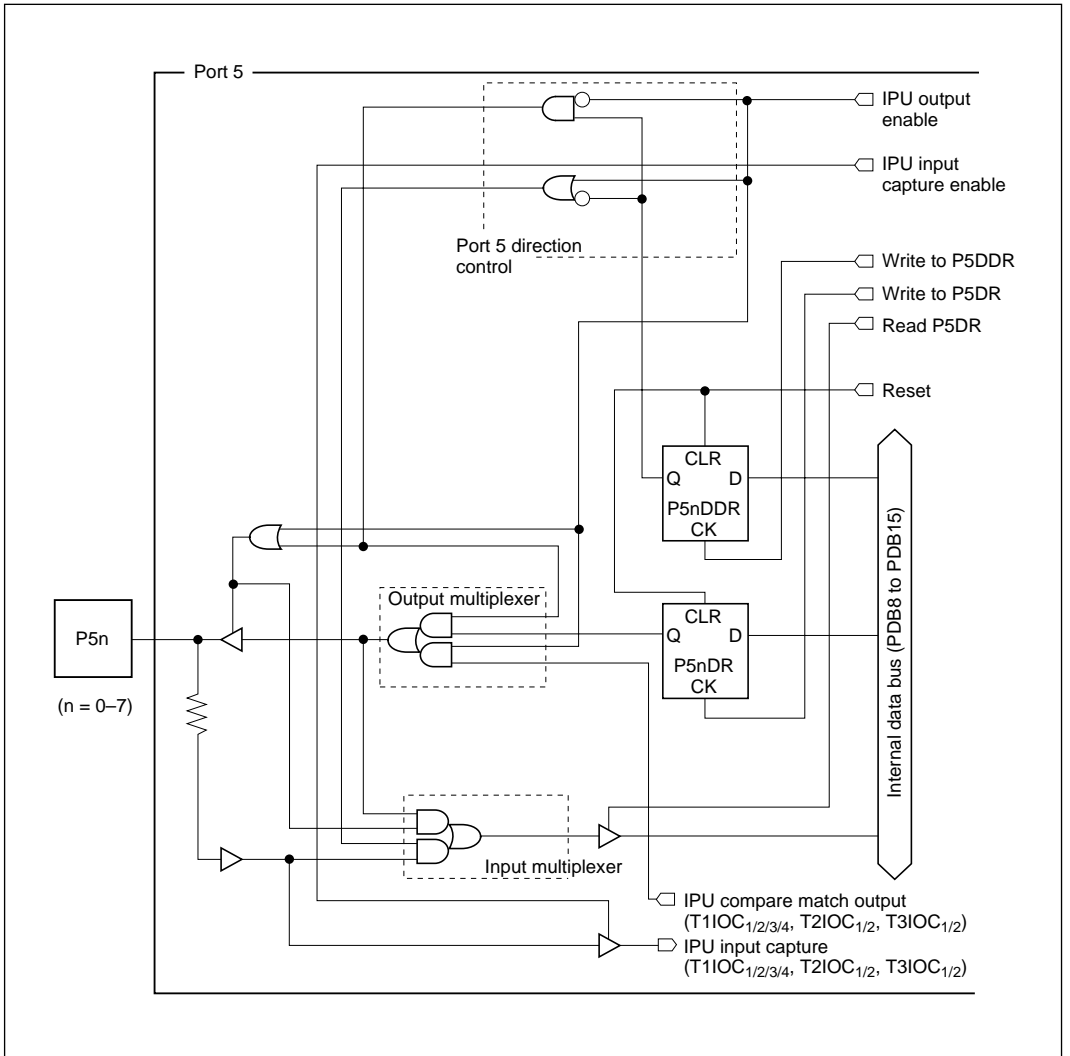 Port 5
IPU output
enable
IPU input
capture enable
Port 5 direction
control
Write to P5DDR
Write to P5DR
Read P5DR
Reset
CLR
Q D
P5nDDR
CK
Internal data bus (PDB8 to PDB15)
Output multiplexer
CLR
Q D
P5nDR
CK
P5n
(n = 0–7)
Input multiplexer
IPU compare match output
(T1IOC1/2/3/4, T2IOC1/2, T3IOC1/2)
IPU input capture
(T1IOC1/2/3/4, T2IOC1/2, T3IOC1/2)